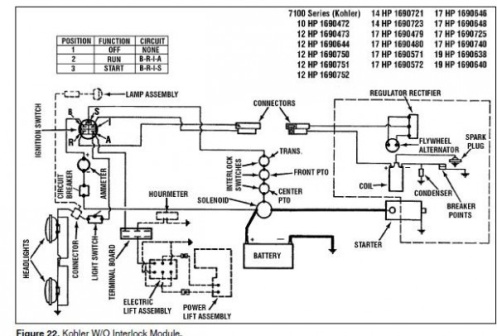 7100 Series (Kohler) 14 HP 1690721 17 HP 1690646
10 HP 1690472 14 HP 1690723 17 HP 1690648
12 HP 1690473 17 HP 1690479 17 HP 1690725
12 HP 1690644 17 HP 1690480 17 HP 1690740
12 HP 1690750 17 HP 1690571 19 HP 1690638
12 HP 1690751 17 HP 1690572 19 HP 1690640
12 HP 1690752
POSITION FUNCTION CIRCUIT
1 OFF NONE
2 RUN B-R-I-A
3 START B-R-I-S
LAMP ASSEMBLY
CONNECTORS
REGULATOR RECTIFIER
IGNITION SWITCH
B
S
I
R
A
FLYWHEEL
ALTERNATOR
SPARK
PLUG
TRANS.
INTERLOCK
SWITCHES
FRONT PTO
CENTER
PTO
COIL
CONDENSER
BREAKER
POINTS
CIRCUIT
BREAKER
AMMETER
HOURMETER
SOLENOID
HEADLIGHTS
CONNECTOR
LIGHT SWITCH
TERMINAL BOARD
BATTERY
STARTER
ELECTRIC
LIFT ASSEMBLY
POWER
LIFT ASSEMBLY
Figure 22. Kohler W/O Interlock Module.